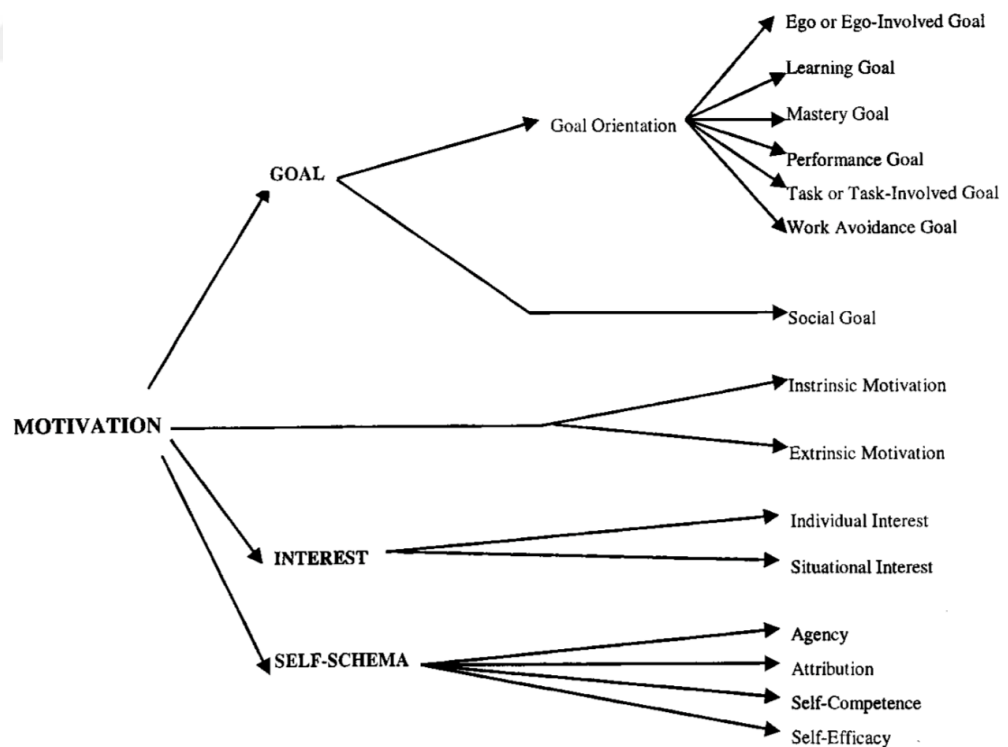 Ego or Ego-Involved Goal
Learning Goal
Goal Orientation
Mastery Goal
Performance Goal
GOAL
Task or Task-Involved Goal
Work Avoidance Goal
Social Goal
Instrinsic Motivation
MOTIVATION
Extrinsic Motivation
Individual Interest
INTEREST
Situational Interest
Agency
SELF-SCHEMA
Attribution
Self-Competence
Self-Efficacy